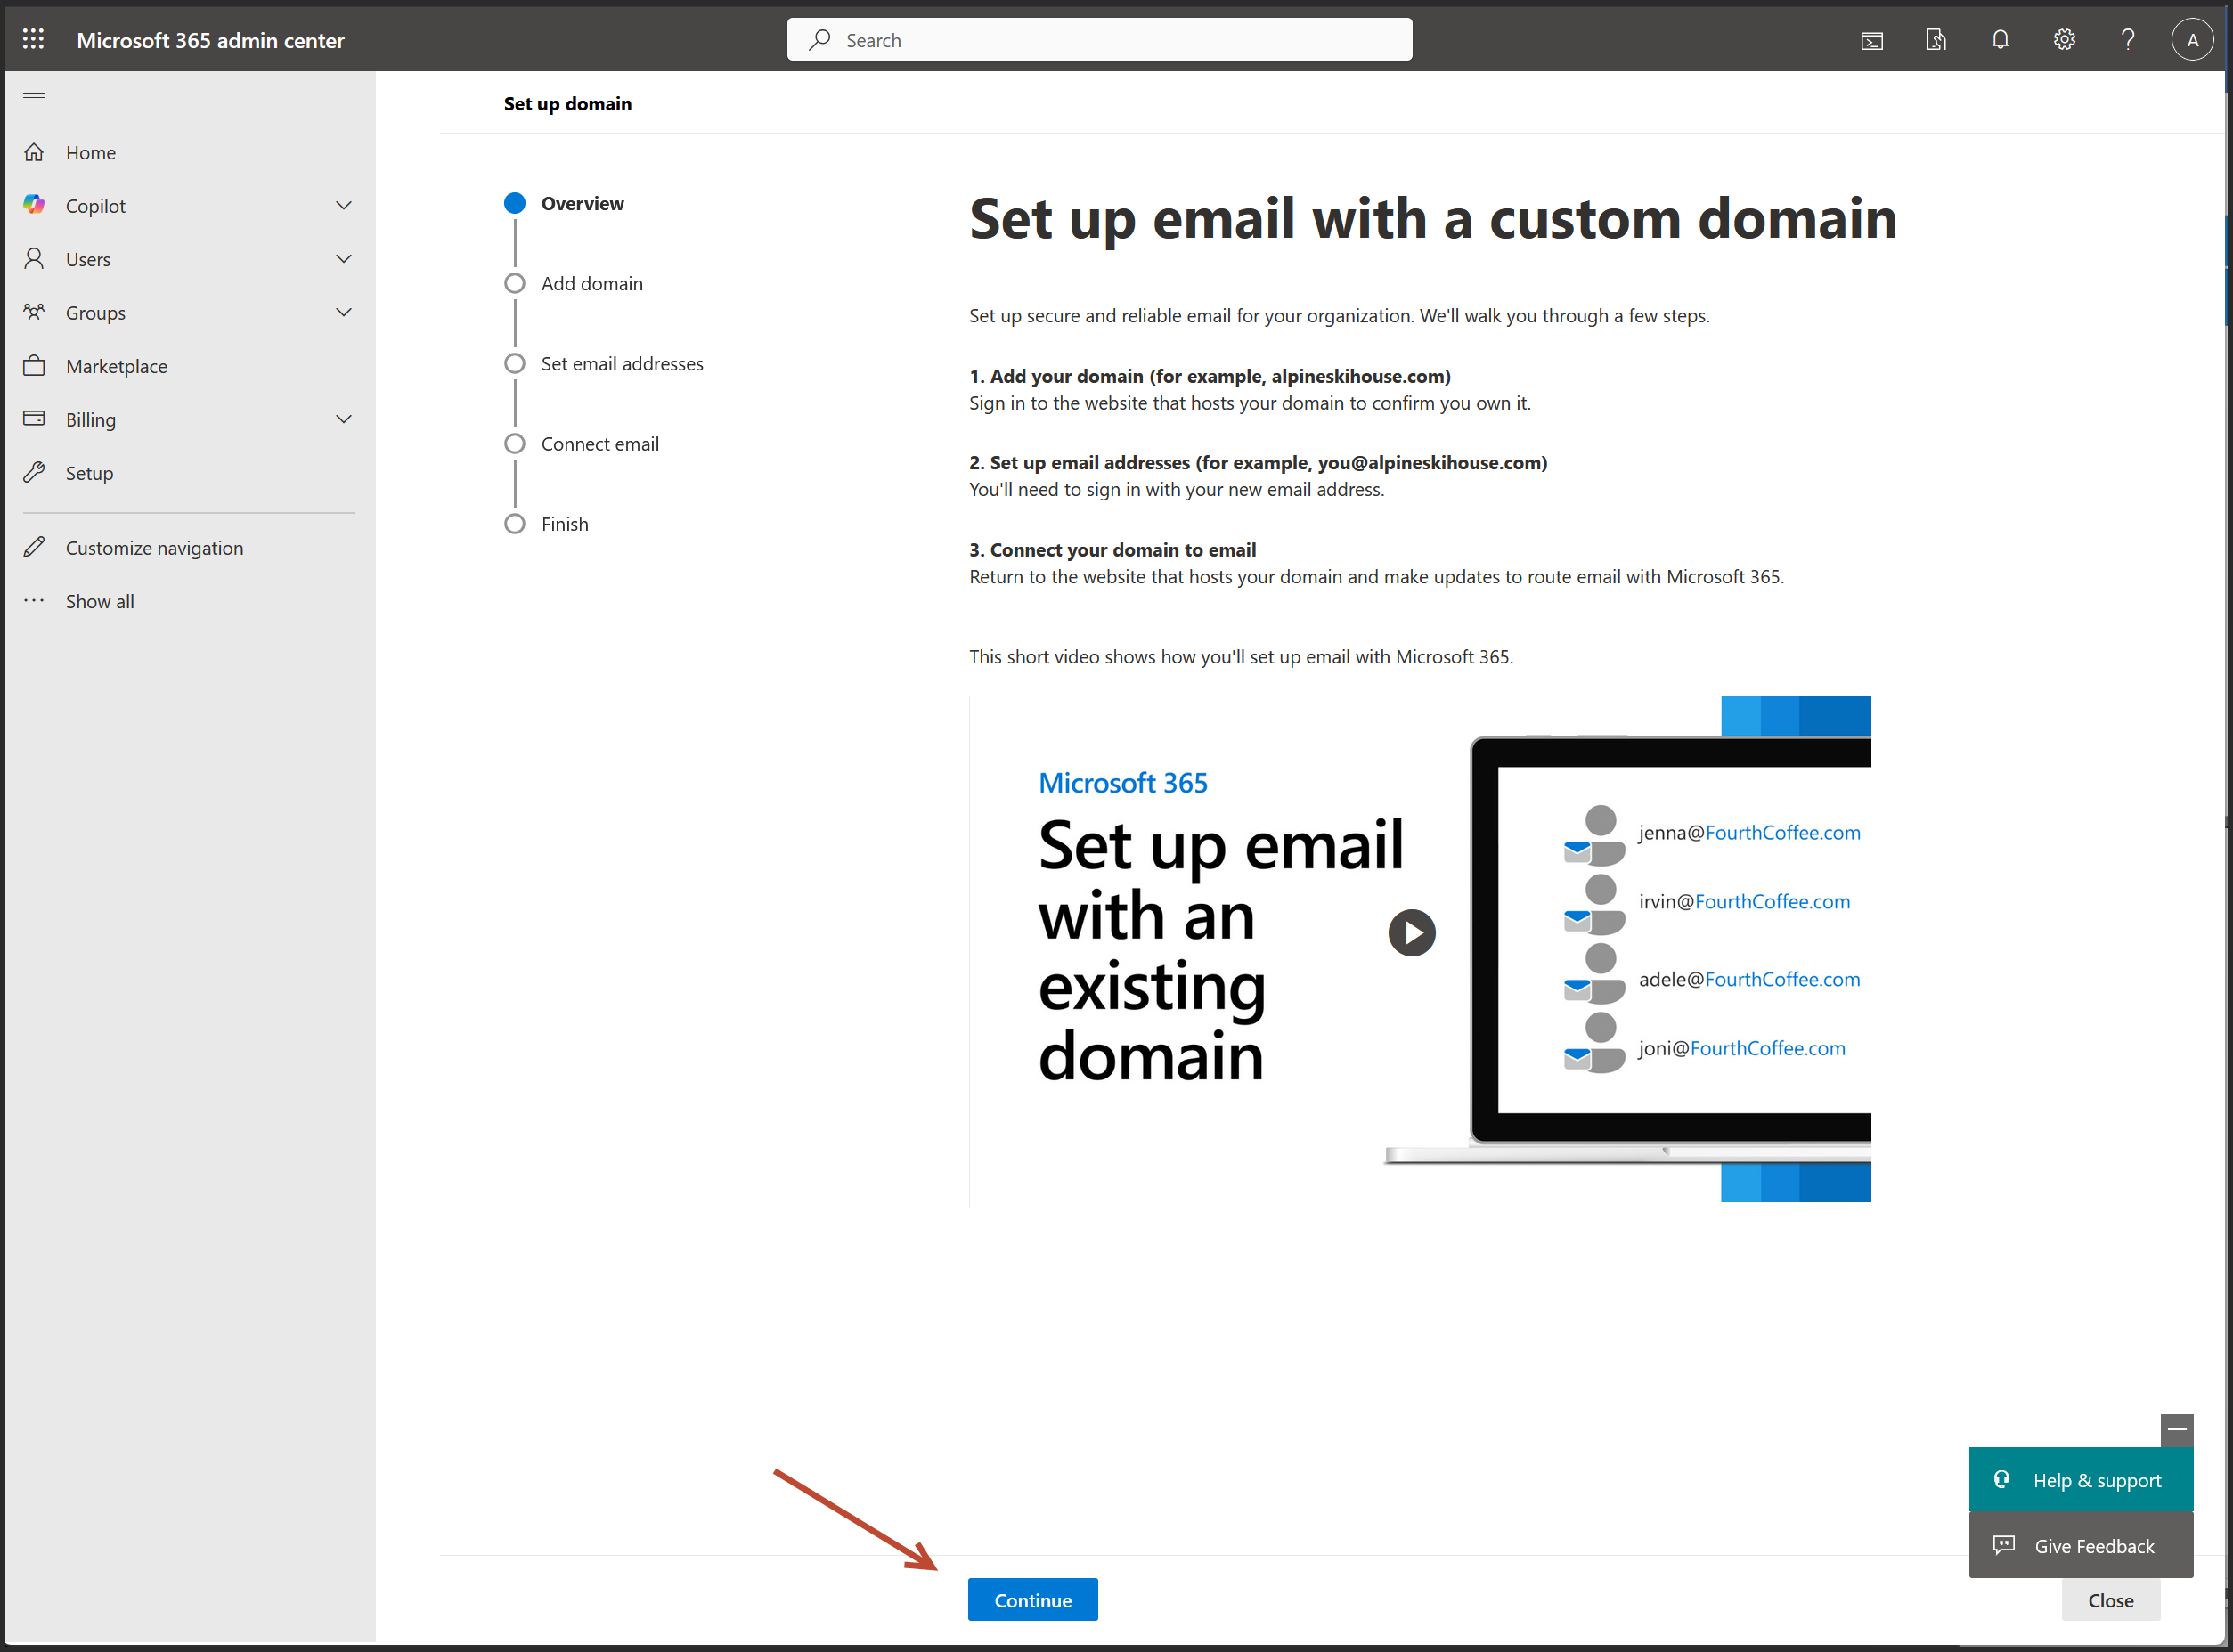 Microsoft 365 admin center
Search
A
Home
Copilot
Users
Groups
Marketplace
Billing
Setup
Customize navigation
Show all
Set up domain
Overview
Add domain
Set email addresses
Connect email
Finish
Set up email with a custom domain
Set up secure and reliable email for your organization. We'll walk you through a few steps.
1. Add your domain (for example, alpineskihouse.com)
Sign in to the website that hosts your domain to confirm you own it.
2. Set up email addresses (for example, you@alpineskihouse.com)
You'll need to sign in with your new email address.
3. Connect your domain to email
Return to the website that hosts your domain and make updates to route email with Microsoft 365.
This short video shows how you'll set up email with Microsoft 365.
Microsoft 365
Set up email
with an
existing
domain
jenna@FourthCoffee.com
irvin@FourthCoffee.com
adele@FourthCoffee.com
joni@FourthCoffee.com
Help & support
Give Feedback
Continue
Close